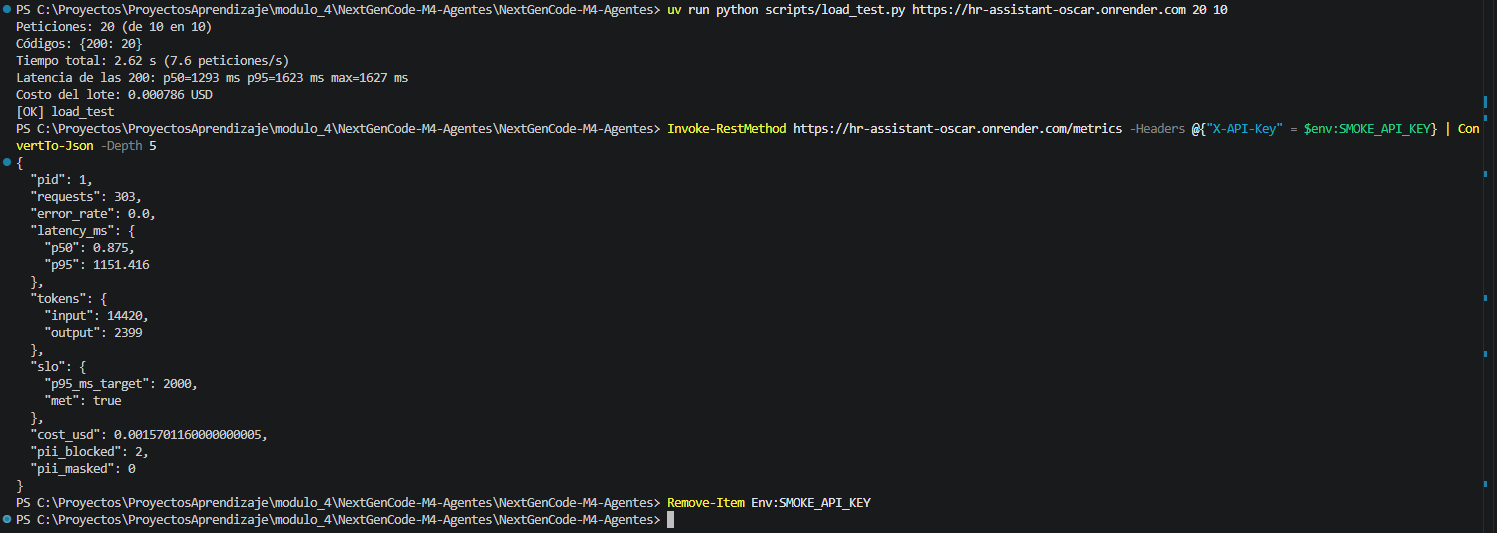 PS C:\Proyectos\ProyectosAprendizaje\modulo_4\NextGenCode-M4-Agentes\NextGenCode-M4-Agentes> uv run python scripts/load_test.py https://hr-assistant-oscar.onrender.com 20 10
Peticiones: 20 (de 10 en 10)
Códigos: {200: 20}
Tiempo total: 2.62 s (7.6 peticiones/s)
Latencia de las 200: p50=1293 ms p95=1623 ms max=1627 ms
Costo del lote: 0.000786 USD
[OK] load_test
PS C:\Proyectos\ProyectosAprendizaje\modulo_4\NextGenCode-M4-Agentes\NextGenCode-M4-Agentes> Invoke-RestMethod https://hr-assistant-oscar.onrender.com/metrics -Headers @{"X-API-Key" = $env:SMOKE_API_KEY} | Con
vertTo-Json -Depth 5
{
  "pid": 1,
  "requests": 303,
  "error_rate": 0.0,
  "latency_ms": {
    "p50": 0.875,
    "p95": 1151.416
  },
  "tokens": {
    "input": 14420,
    "output": 2399
  },
  "slo": {
    "p95_ms_target": 2000,
    "met": true
  },
  "cost_usd": 0.0015701160000000005,
  "pii_blocked": 2,
  "pii_masked": 0
}
PS C:\Proyectos\ProyectosAprendizaje\modulo_4\NextGenCode-M4-Agentes\NextGenCode-M4-Agentes> Remove-Item Env:SMOKE_API_KEY
PS C:\Proyectos\ProyectosAprendizaje\modulo_4\NextGenCode-M4-Agentes\NextGenCode-M4-Agentes>